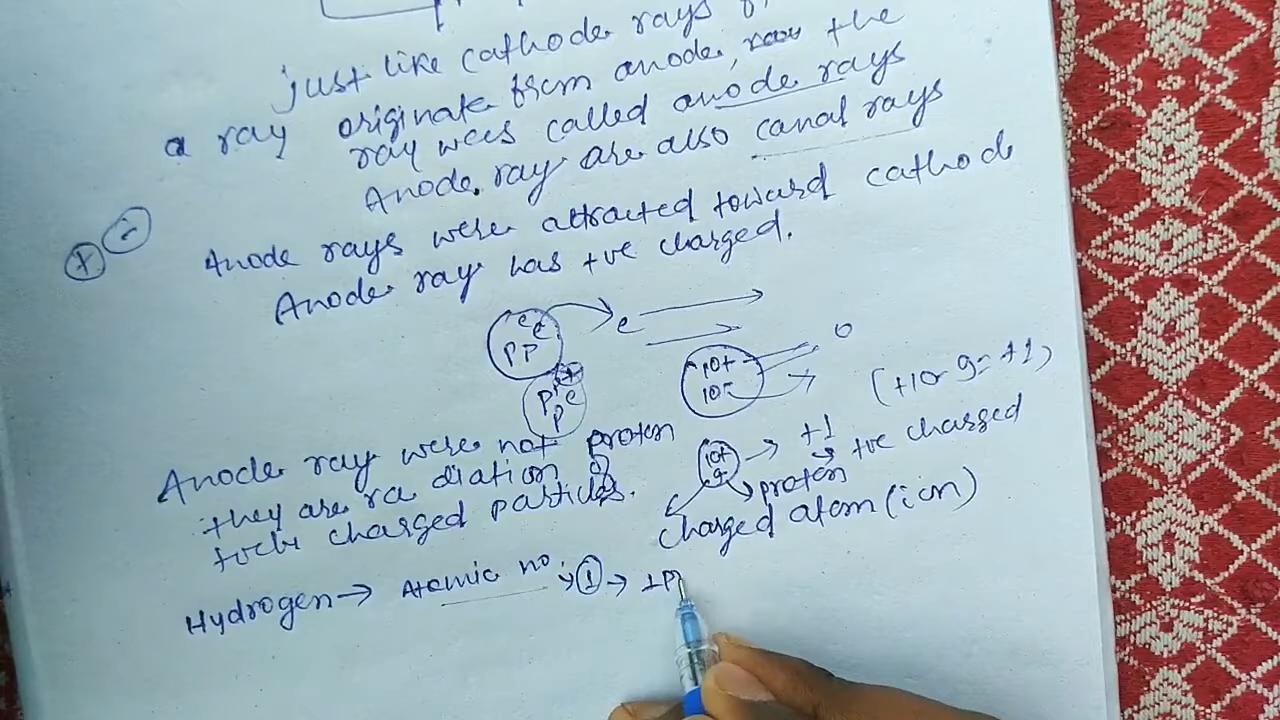 just like cathode rays
a ray originate from anode, the
ray was called anode rays
Anode ray are also canal rays
+ -
Anode rays were attracted toward cathode
Anode ray has +ve charged.
e e
PP
e
+
P e
P
10+
10-
(+10 9= +1)
Anode ray were not proton
they are radiation of
charged particles.
10+
9-
+1
proton +ve charged
charged atom (ion)
Hydrogen → Atomic no. → 1 → 1P